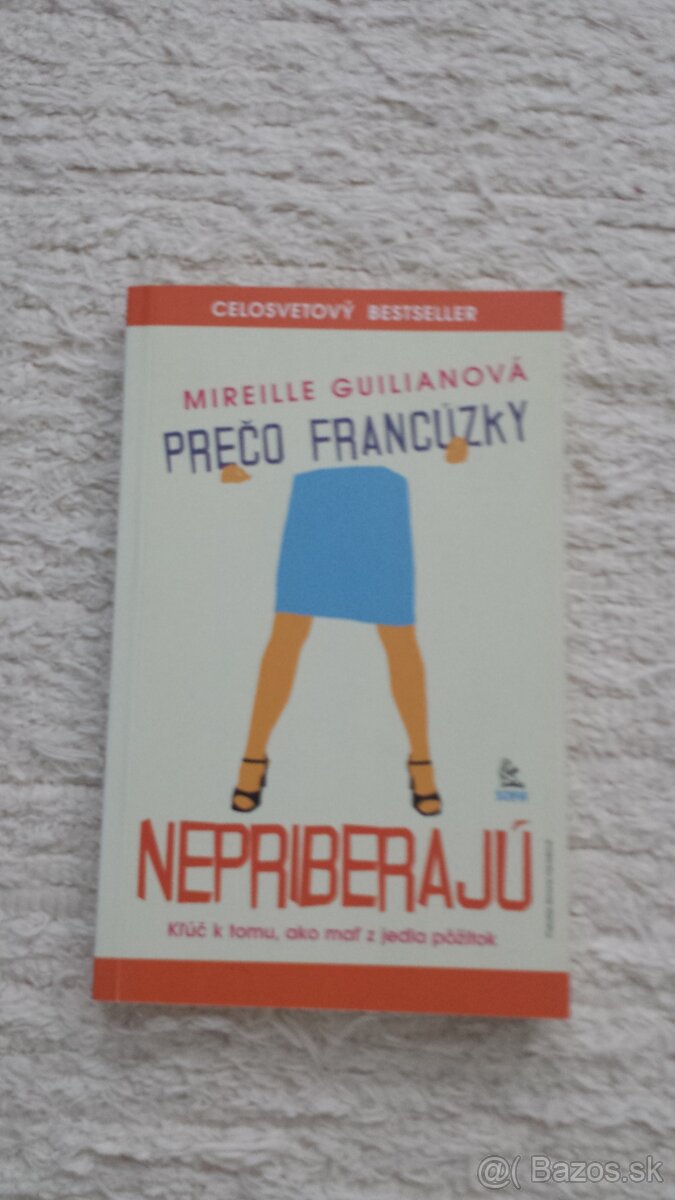 CELOSVETOVÝ BESTSELLER
MIREILLE GUILIANOVÁ
PREČO FRANCÚZKY
NEPRIBERAJÚ
Kľúč k tomu, ako mať z jedla pôžitok
@( Bazos.sk